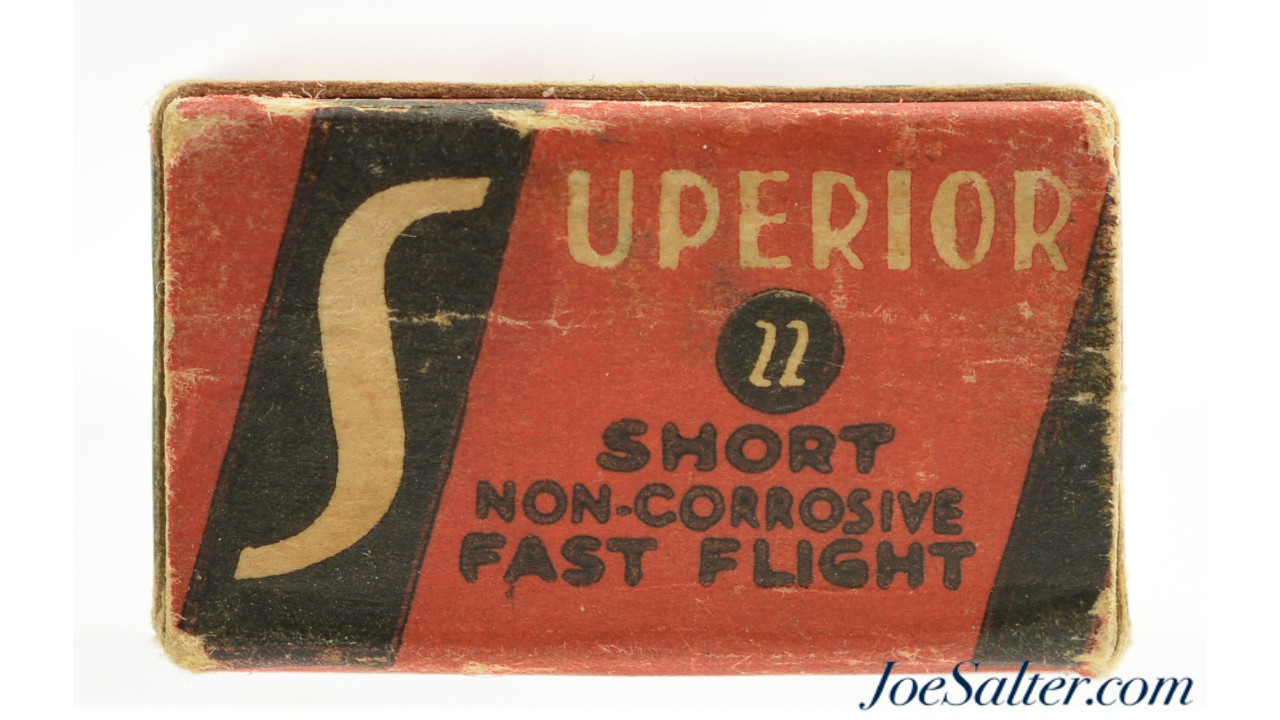 SUPERIOR
22
SHORT
NON-CORROSIVE
FAST FLIGHT
JoeSalter.com